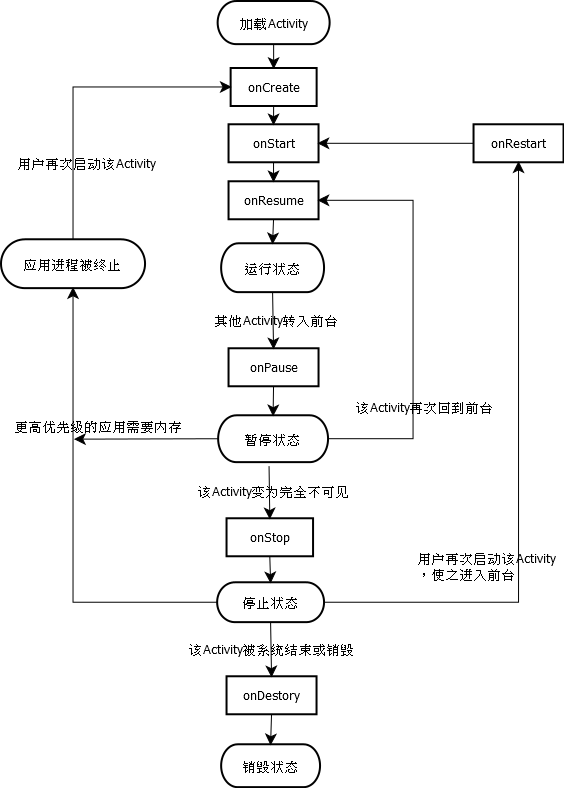 加载Activity
onCreate
onStart
onRestart
用户再次启动该Activity
onResume
应用进程被终止
运行状态
其他Activity转入前台
onPause
该Activity再次回到前台
更高优先级的应用需要内存
暂停状态
该Activity变为完全不可见
onStop
用户再次启动该Activity
，使之进入前台
停止状态
该Activity被系统结束或销毁
onDestory
销毁状态